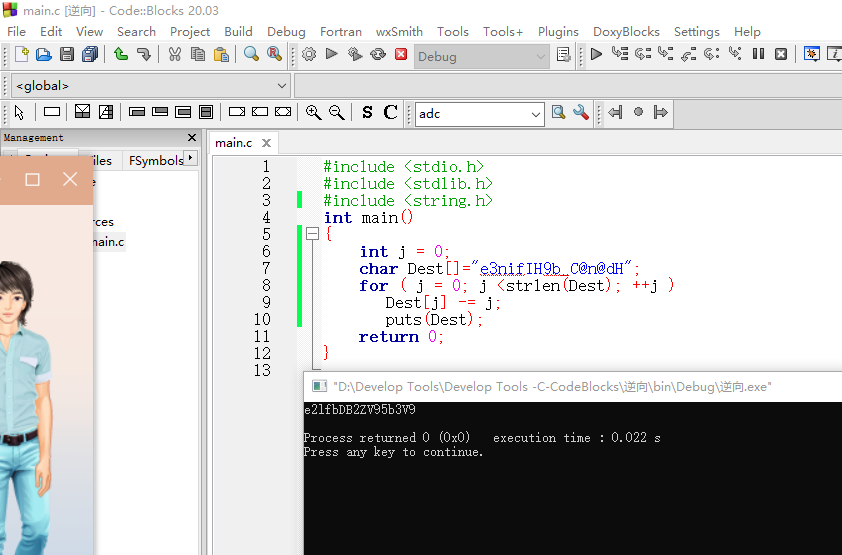 main.c [逆向] - Code::Blocks 20.03
File Edit View Search Project Build Debug Fortran wxSmith Tools Tools+ Plugins DoxyBlocks Settings Help
Debug
<global>
S C adc
Management
main.c
iles FSymbols
1 #include <stdio.h>
2 #include <stdlib.h>
3 #include <string.h>
4 int main()
5 {
6 int j = 0;
7 char Dest[]="e3nifIH9b_C@n@dH";
8 for ( j = 0; j <strlen(Dest); ++j )
9 Dest[j] -= j;
10 puts(Dest);
11 return 0;
12 }
13
e
rces
main.c
"D:\Develop Tools\Develop Tools -C-CodeBlocks\逆向\bin\Debug\逆向.exe"
e2lfbDB2ZV95b3V9
Process returned 0 (0x0) execution time : 0.022 s
Press any key to continue.